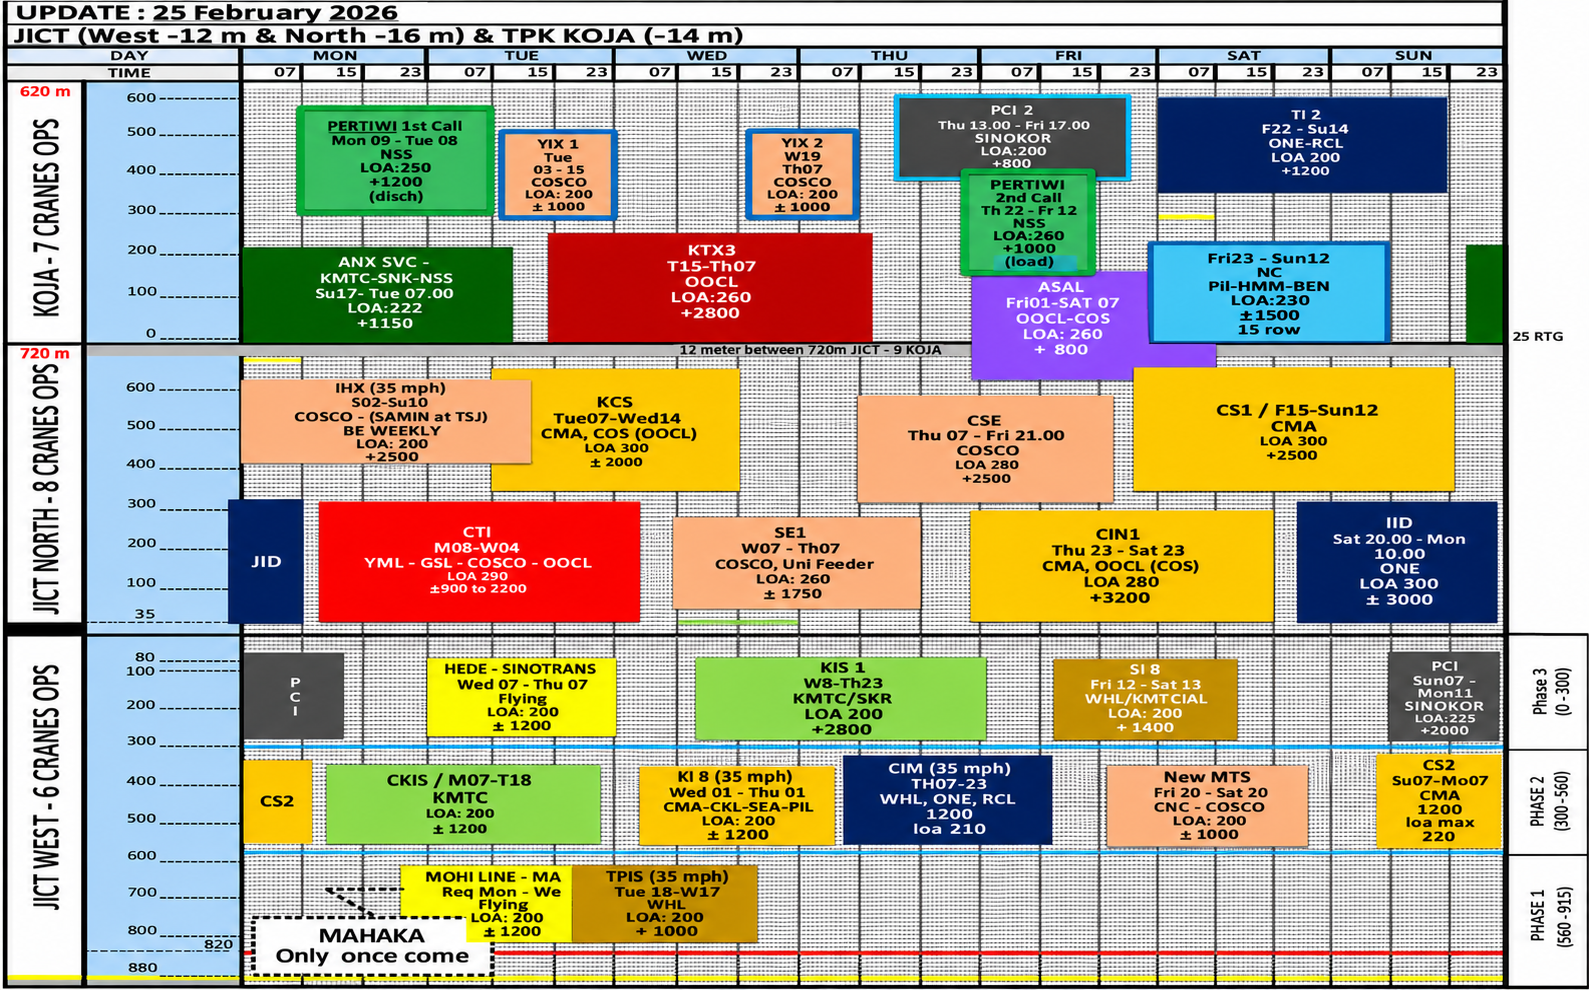 UPDATE : 25 February 2026
JICT (West -12 m & North -16 m) & TPK KOJA (-14 m)
DAY MON TUE WED THU FRI SAT SUN
TIME 07 15 23 07 15 23 07 15 23 07 15 23 07 15 23 07 15 23 07 15 23
620 m
KOJA - 7 CRANES OPS
600
500
400
300
200
100
0
PERTIWI 1st Call
Mon 09 - Tue 08
NSS
LOA:250
+1200
(disch)
YIX 1
Tue
03 - 15
COSCO
LOA: 200
± 1000
YIX 2
W19
Th07
COSCO
LOA: 200
± 1000
PCI 2
Thu 13.00 - Fri 17.00
SINOKOR
LOA:200
+800
PERTIWI
2nd Call
Th 22 - Fr 12
NSS
LOA:260
+1000
(load)
TI 2
F22 - Su14
ONE-RCL
LOA 200
+1200
ANX SVC -
KMTC-SNK-NSS
Su17- Tue 07.00
LOA:222
+1150
KTX3
T15-Th07
OOCL
LOA:260
+2800
ASAL
Fri01-SAT 07
OOCL-COS
LOA: 260
+ 800
Fri23 - Sun12
NC
Pil-HMM-BEN
LOA:230
±1500
15 row
25 RTG
720 m
12 meter between 720m JICT - 9 KOJA
JICT NORTH - 8 CRANES OPS
600
500
400
300
200
100
35
IHX (35 mph)
S02-Su10
COSCO - (SAMIN at TSJ)
BE WEEKLY
LOA: 200
+2500
KCS
Tue07-Wed14
CMA, COS (OOCL)
LOA 300
± 2000
CSE
Thu 07 - Fri 21.00
COSCO
LOA 280
+2500
CS1 / F15-Sun12
CMA
LOA 300
+2500
JID
CTI
M08-W04
YML - GSL - COSCO - OOCL
LOA 290
±900 to 2200
SE1
W07 - Th07
COSCO, Uni Feeder
LOA: 260
± 1750
CIN1
Thu 23 - Sat 23
CMA, OOCL (COS)
LOA 280
+3200
IID
Sat 20.00 - Mon
10.00
ONE
LOA 300
± 3000
JICT WEST - 6 CRANES OPS
80
100
200
300
400
500
600
700
800
820
880
P
C
I
HEDE - SINOTRANS
Wed 07 - Thu 07
Flying
LOA: 200
± 1200
KIS 1
W8-Th23
KMTC/SKR
LOA 200
+2800
SI 8
Fri 12 - Sat 13
WHL/KMTCIAL
LOA: 200
+ 1400
PCI
Sun07 -
Mon11
SINOKOR
LOA:225
+2000
Phase 3
(0 -300)
CS2
CKIS / M07-T18
KMTC
LOA: 200
± 1200
KI 8 (35 mph)
Wed 01 - Thu 01
CMA-CKL-SEA-PIL
LOA: 200
± 1200
CIM (35 mph)
TH07-23
WHL, ONE, RCL
1200
loa 210
New MTS
Fri 20 - Sat 20
CNC - COSCO
LOA: 200
± 1000
CS2
Su07-Mo07
CMA
1200
loa max
220
PHASE 2
(300-560)
MOHI LINE - MA
Req Mon - We
Flying
LOA: 200
± 1200
TPIS (35 mph)
Tue 18-W17
WHL
LOA: 200
+ 1000
MAHAKA
Only once come
PHASE 1
(560 -915)